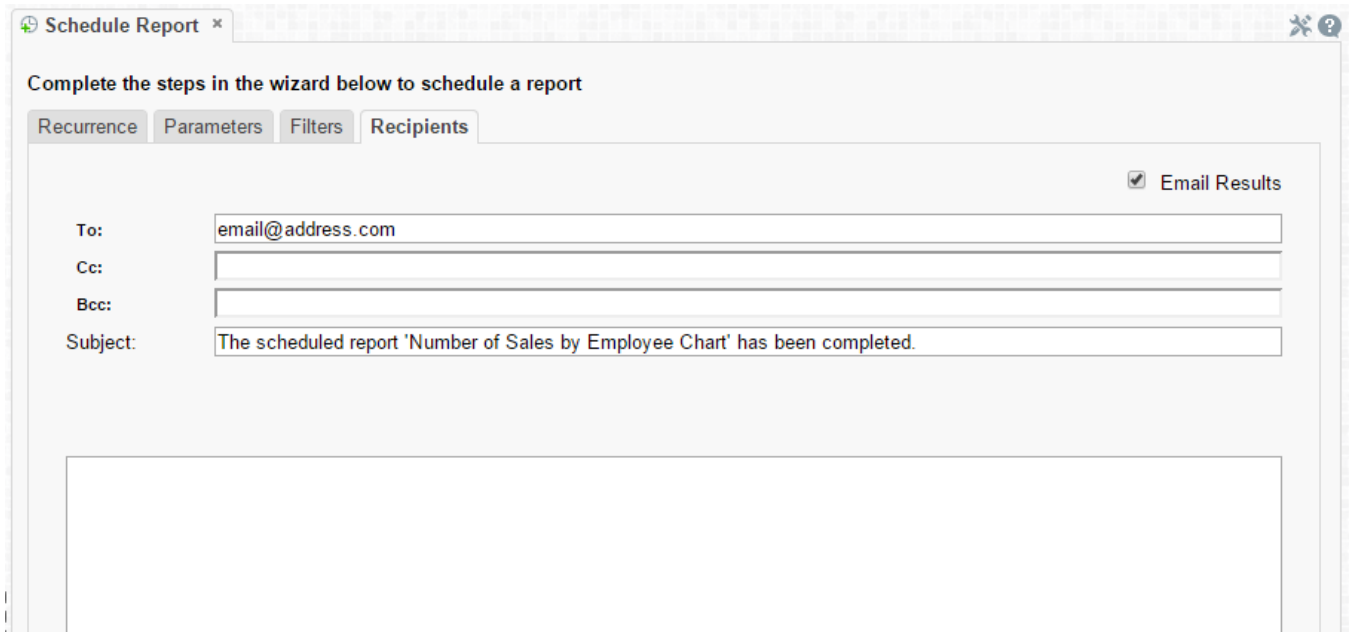 Schedule Report ×
Complete the steps in the wizard below to schedule a report
Recurrence Parameters Filters Recipients
Email Results
To: email@address.com
Cc:
Bcc:
Subject: The scheduled report 'Number of Sales by Employee Chart' has been completed.